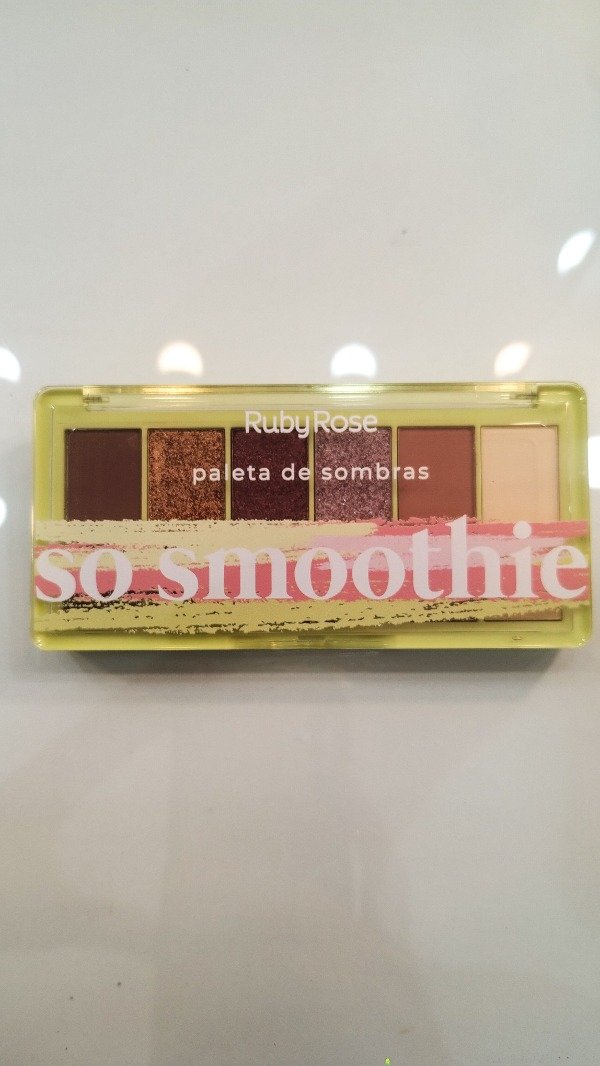 RubyRose
paleta de sombras
so smoothie